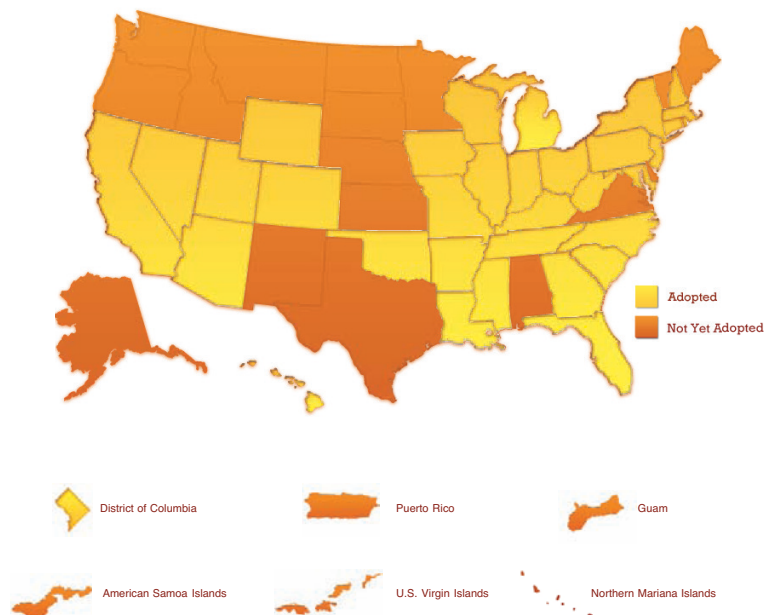 Adopted
Not Yet Adopted
District of Columbia
Puerto Rico
Guam
American Samoa Islands
U.S. Virgin Islands
Northern Mariana Islands